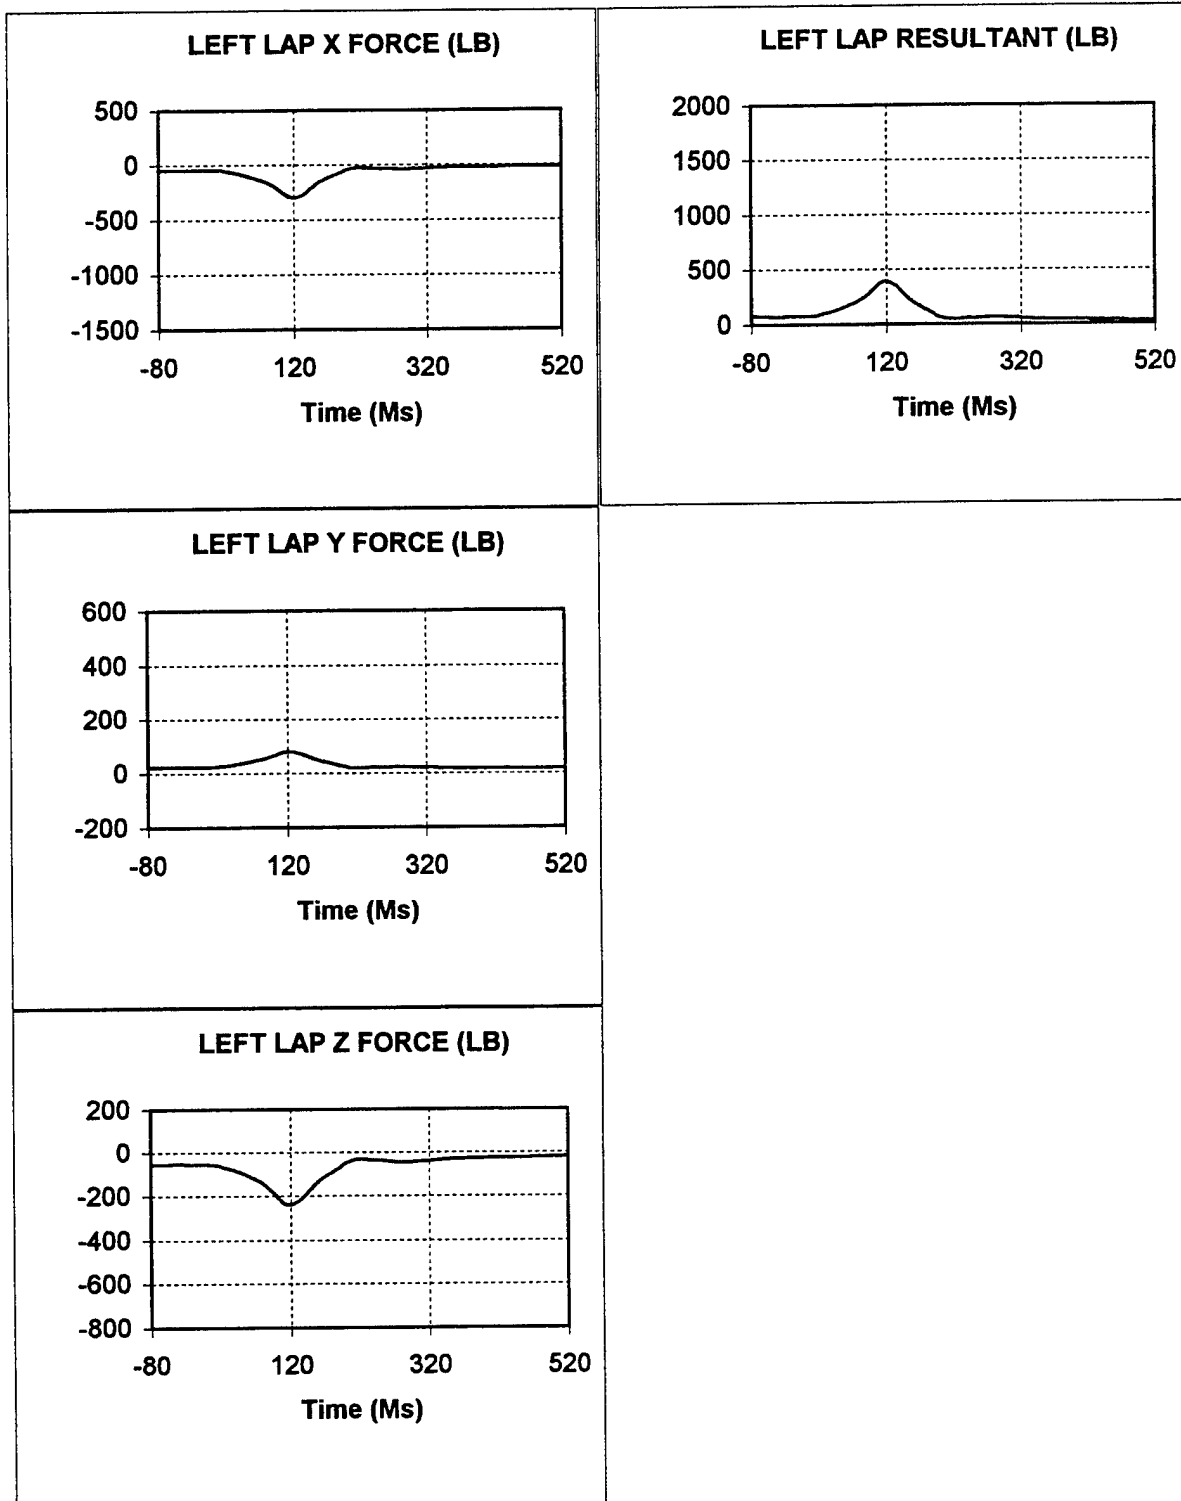 LEFT LAP X FORCE (LB)
500
0
-500
-1000
-1500
-80 120 320 520
Time (Ms)
LEFT LAP RESULTANT (LB)
2000
1500
1000
500
0
-80 120 320 520
Time (Ms)
LEFT LAP Y FORCE (LB)
600
400
200
0
-200
-80 120 320 520
Time (Ms)
LEFT LAP Z FORCE (LB)
200
0
-200
-400
-600
-800
-80 120 320 520
Time (Ms)